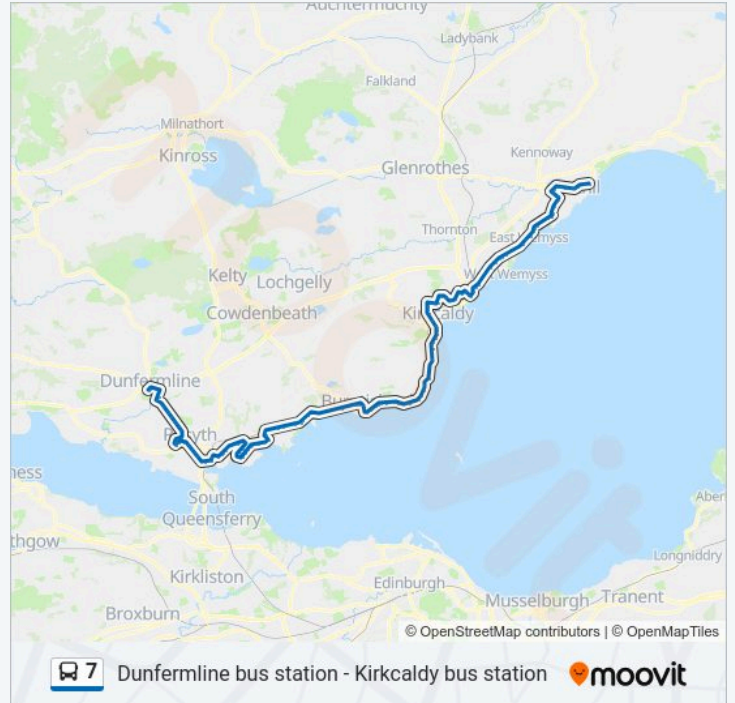 Auchtermuchty
Ladybank
Falkland
Milnathort
Kinross
Kennoway
Glenrothes
Thornton
East Wemyss
West Wemyss
Kelty
Lochgelly
Cowdenbeath
Kirkcaldy
Dunfermline
South
Queensferry
Kirkliston
Edinburgh
Broxburn
Musselburgh
Tranent
Longniddry
© OpenStreetMap contributors | © OpenMapTiles
7 Dunfermline bus station - Kirkcaldy bus station
moovit